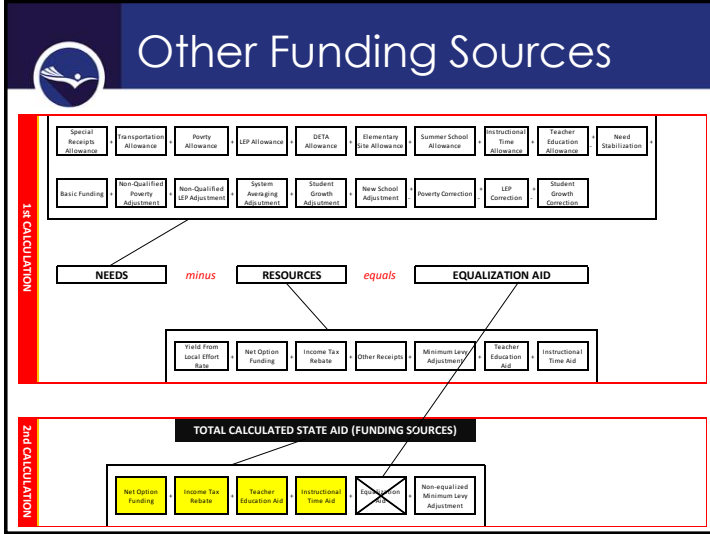 Other Funding Sources
1st CALCULATION
Special
Receipts
Allowance
+
Transportation
Allowance
+
Povrty
Allowance
+
LEP Allowance
+
DETA
Allowance
+
Elementary
Site Allowance
+
Summer School
Allowance
+
Instructional
Time
Allowance
+
Teacher
Education
Allowance
+
-
Need
Stabilization
+
Basic Funding
+
Non-Qualified
Poverty
Adjustment
+
Non-Qualified
LEP Adjustment
+
System
Averaging
Adjsutment
+
Student
Growth
Adjsutment
+
New School
Adjustment
+
-
Poverty Correction
+
-
LEP
Correction
+
-
Student
Growth
Correction
NEEDS minus RESOURCES equals EQUALIZATION AID
Yield From
Local Effort
Rate
+
Net Option
Funding
+
Income Tax
Rebate
+
Other Receipts
+
Minimum Levy
Adjustment
+
Teacher
Education
Aid
+
Instructional
Time Aid
2nd CALCULATION
TOTAL CALCULATED STATE AID (FUNDING SOURCES)
Net Option
Funding
+
Income Tax
Rebate
+
Teacher
Education Aid
+
Instructional
Time Aid
+
Equalization
Aid
+
Non-equalized
Minimum Levy
Adjustment